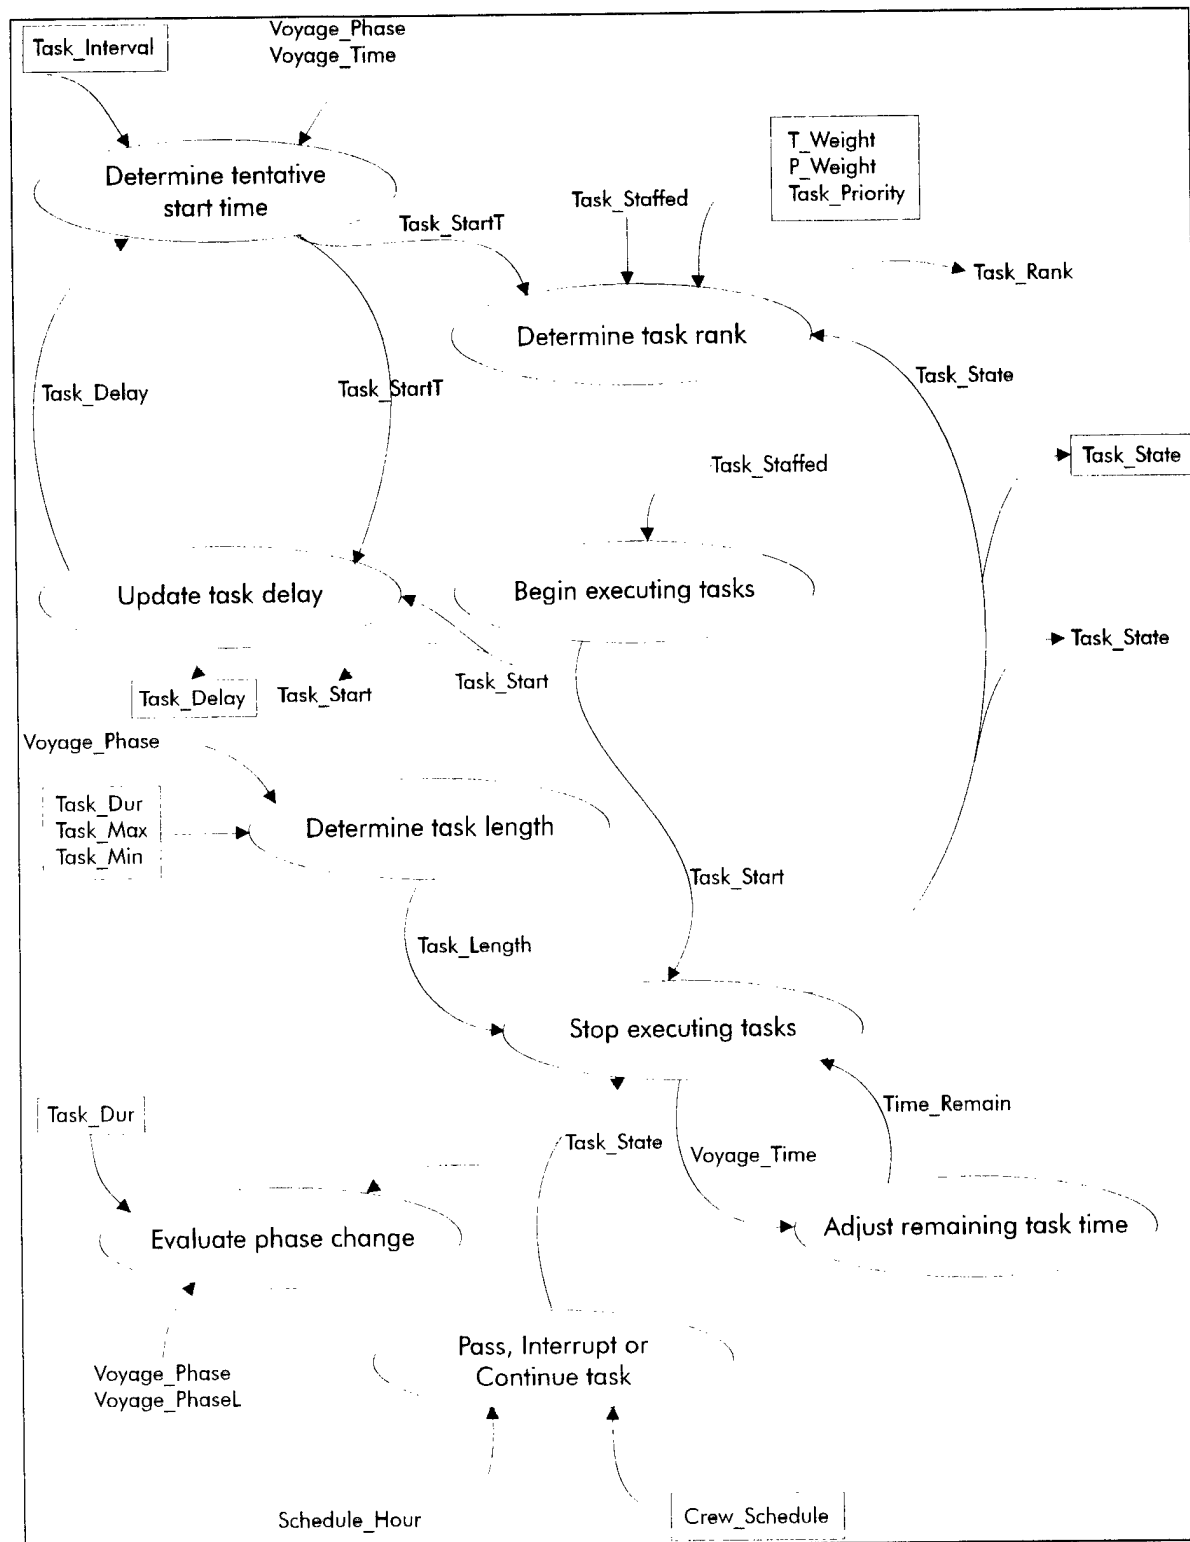 Task_Interval
Voyage_Phase
Voyage_Time
T_Weight
P_Weight
Task_Priority
Determine tentative
start time
Task_Staffed
Task_StartT
Task_Rank
Determine task rank
Task_State
Task_Delay
Task_StartT
Task_State
Task_Staffed
Update task delay
Begin executing tasks
Task_State
Task_Start
Task_Delay
Task_Start
Voyage_Phase
Task_Dur
Task_Max
Task_Min
Determine task length
Task_Start
Task_Length
Stop executing tasks
Time_Remain
Task_Dur
Task_State
Voyage_Time
Evaluate phase change
Adjust remaining task time
Pass, Interrupt or
Continue task
Voyage_Phase
Voyage_PhaseL
Schedule_Hour
Crew_Schedule